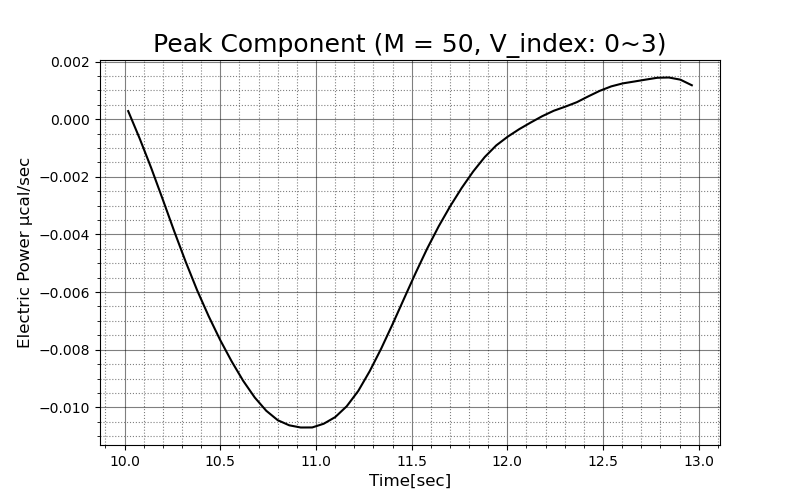 Peak Component (M = 50, V_index: 0~3)
Electric Power μcal/sec
0.002
0.000
−0.002
−0.004
−0.006
−0.008
−0.010
10.0 10.5 11.0 11.5 12.0 12.5 13.0
Time[sec]